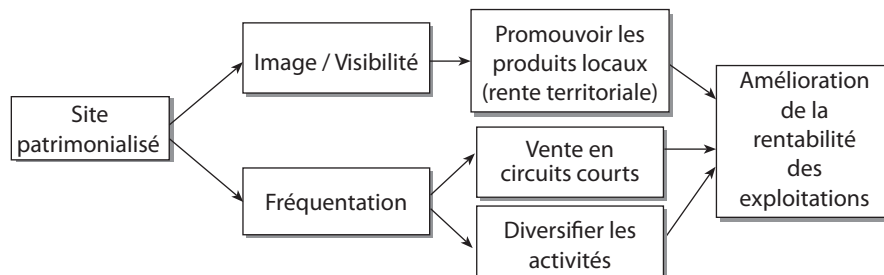 Site
patrimonialisé
Image / Visibilité
Fréquentation
Promouvoir les
produits locaux
(rente territoriale)
Vente en
circuits courts
Diversifier les
activités
Amélioration
de la
rentabilité
des
exploitations